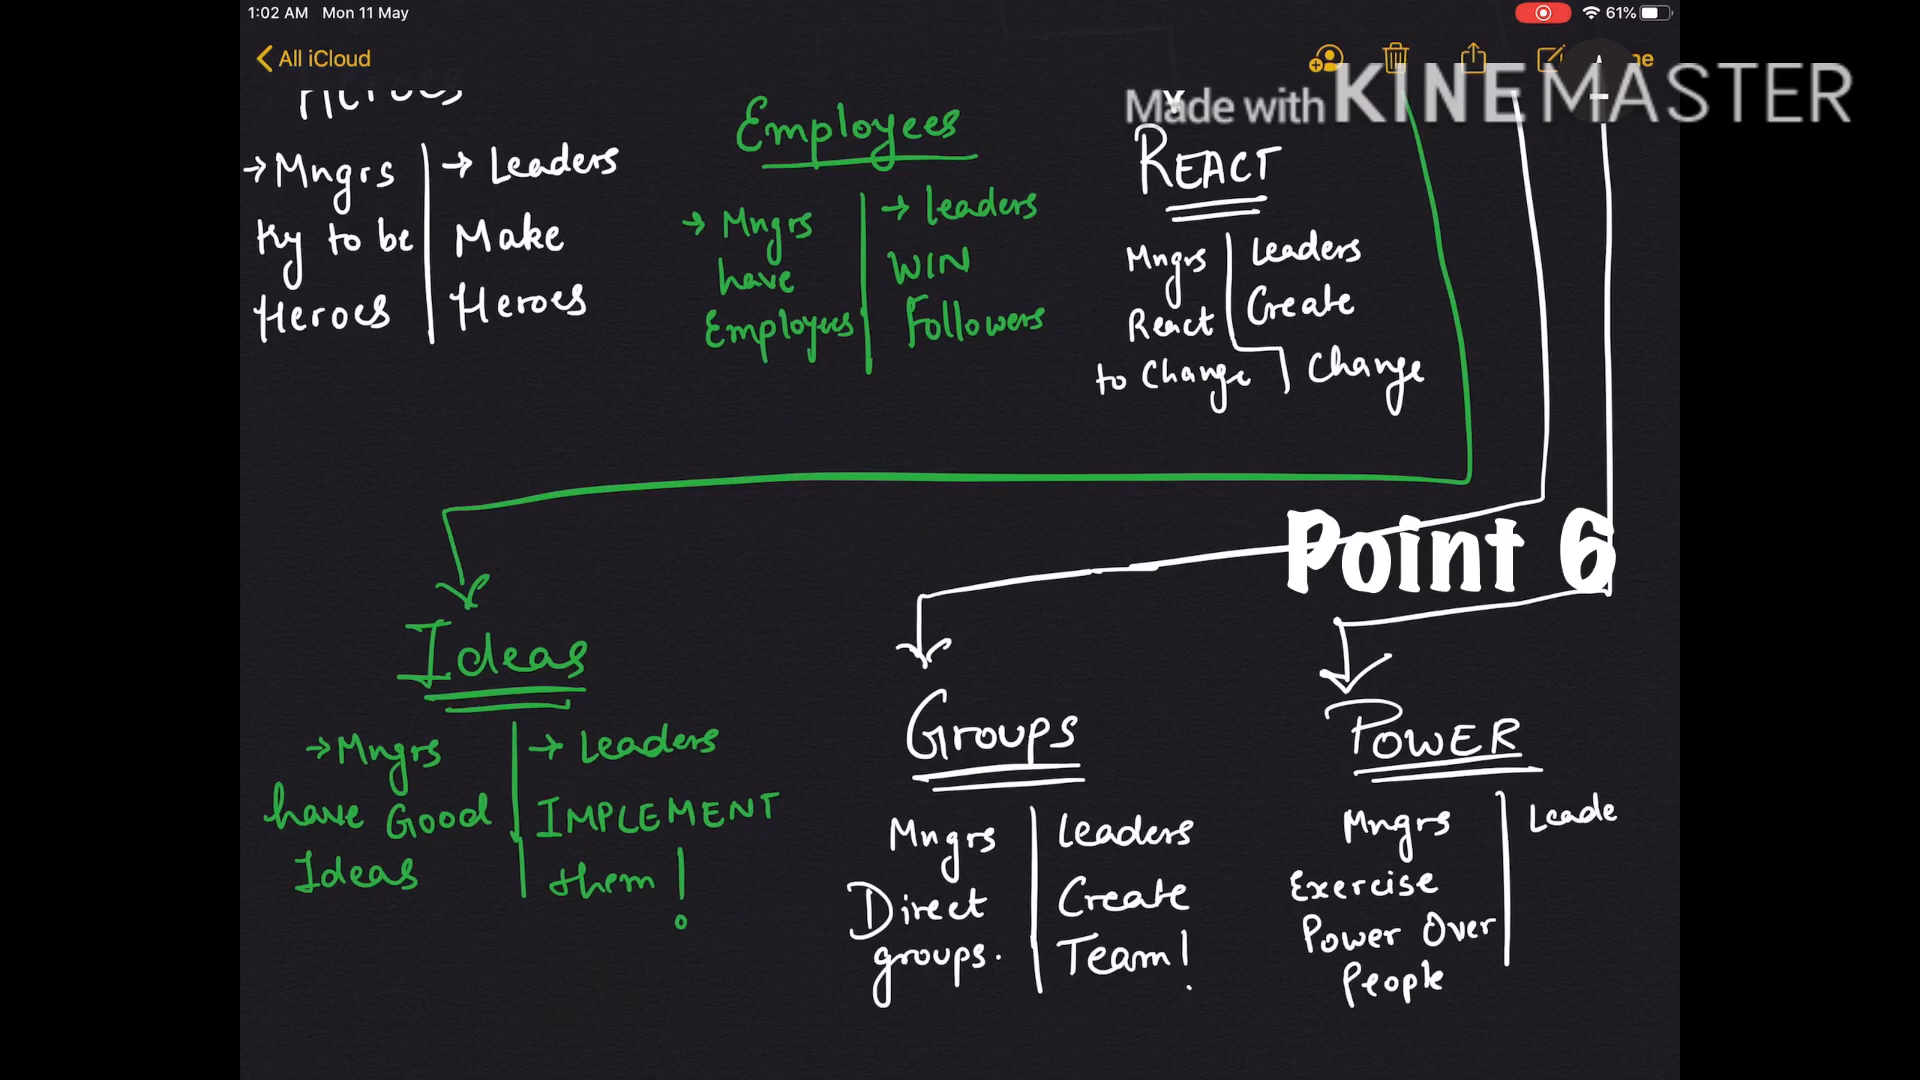 1:02 AM Mon 11 May
61%
All iCloud
Made with KINEMASTER
Heroes
→ Mngrs
try to be
Heroes
→ Leaders
Make
Heroes
Employees
→ Mngrs
have
Employees
→ leaders
WIN
Followers
REACT
Mngrs
React
to Change
Leaders
Create
Change
Point 6
Ideas
→ Mngrs
have Good
Ideas
→ Leaders
IMPLEMENT
them!
GROUPS
Mngrs
Direct
groups.
Leaders
Create
Team!
POWER
Mngrs
Exercise
Power Over
People
Leade